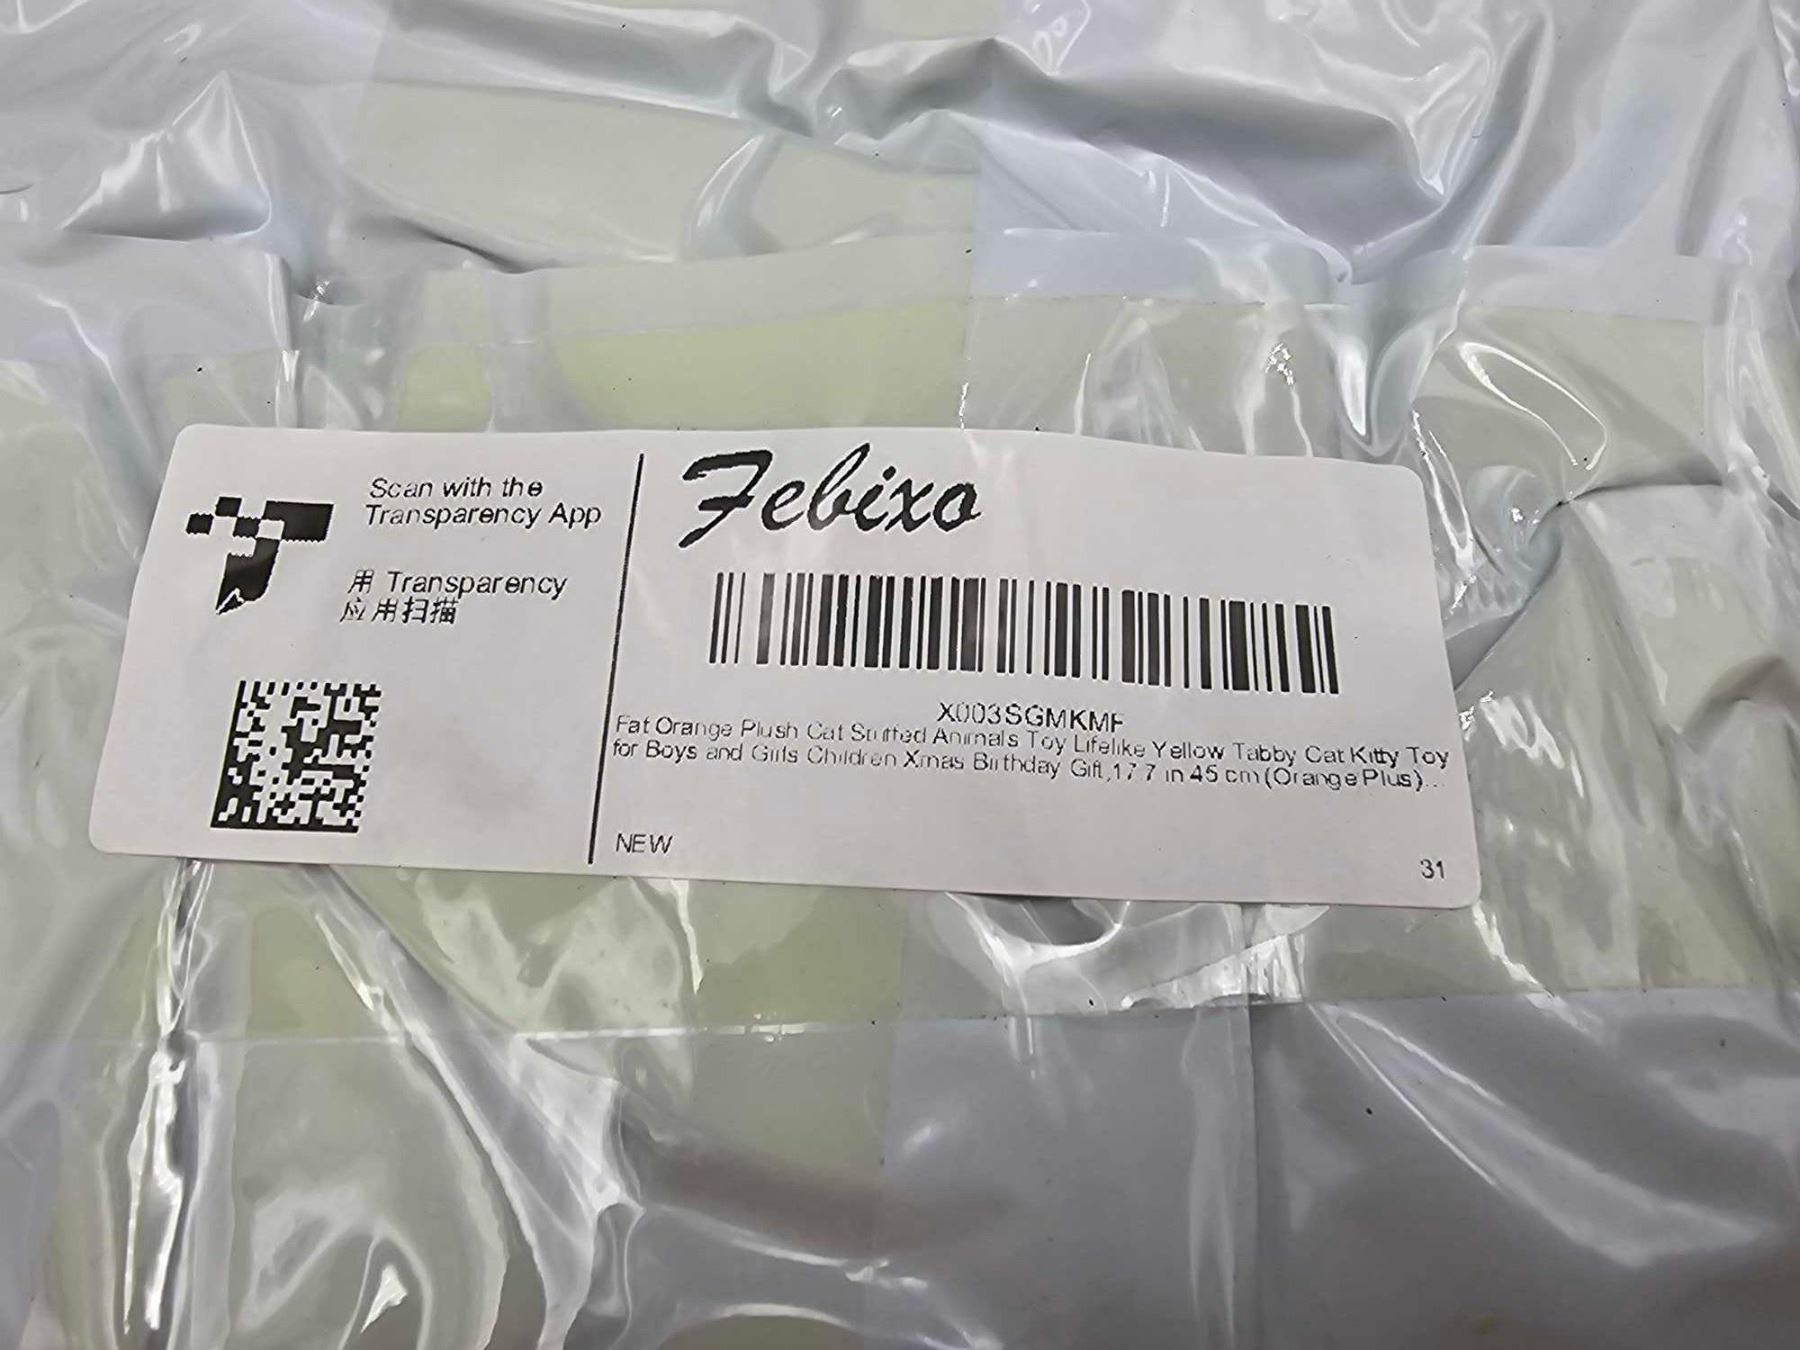 Scan with the
Transparency App
用 Transparency
应用扫描
Febixo
X003SGMKMF
Fat Orange Plush Cat Stuffed Animals Toy Lifelike Yellow Tabby Cat Kitty Toy
for Boys and Girls Children Xmas Birthday Gift,17.7 in 45 cm(Orange Plus)...
NEW
31